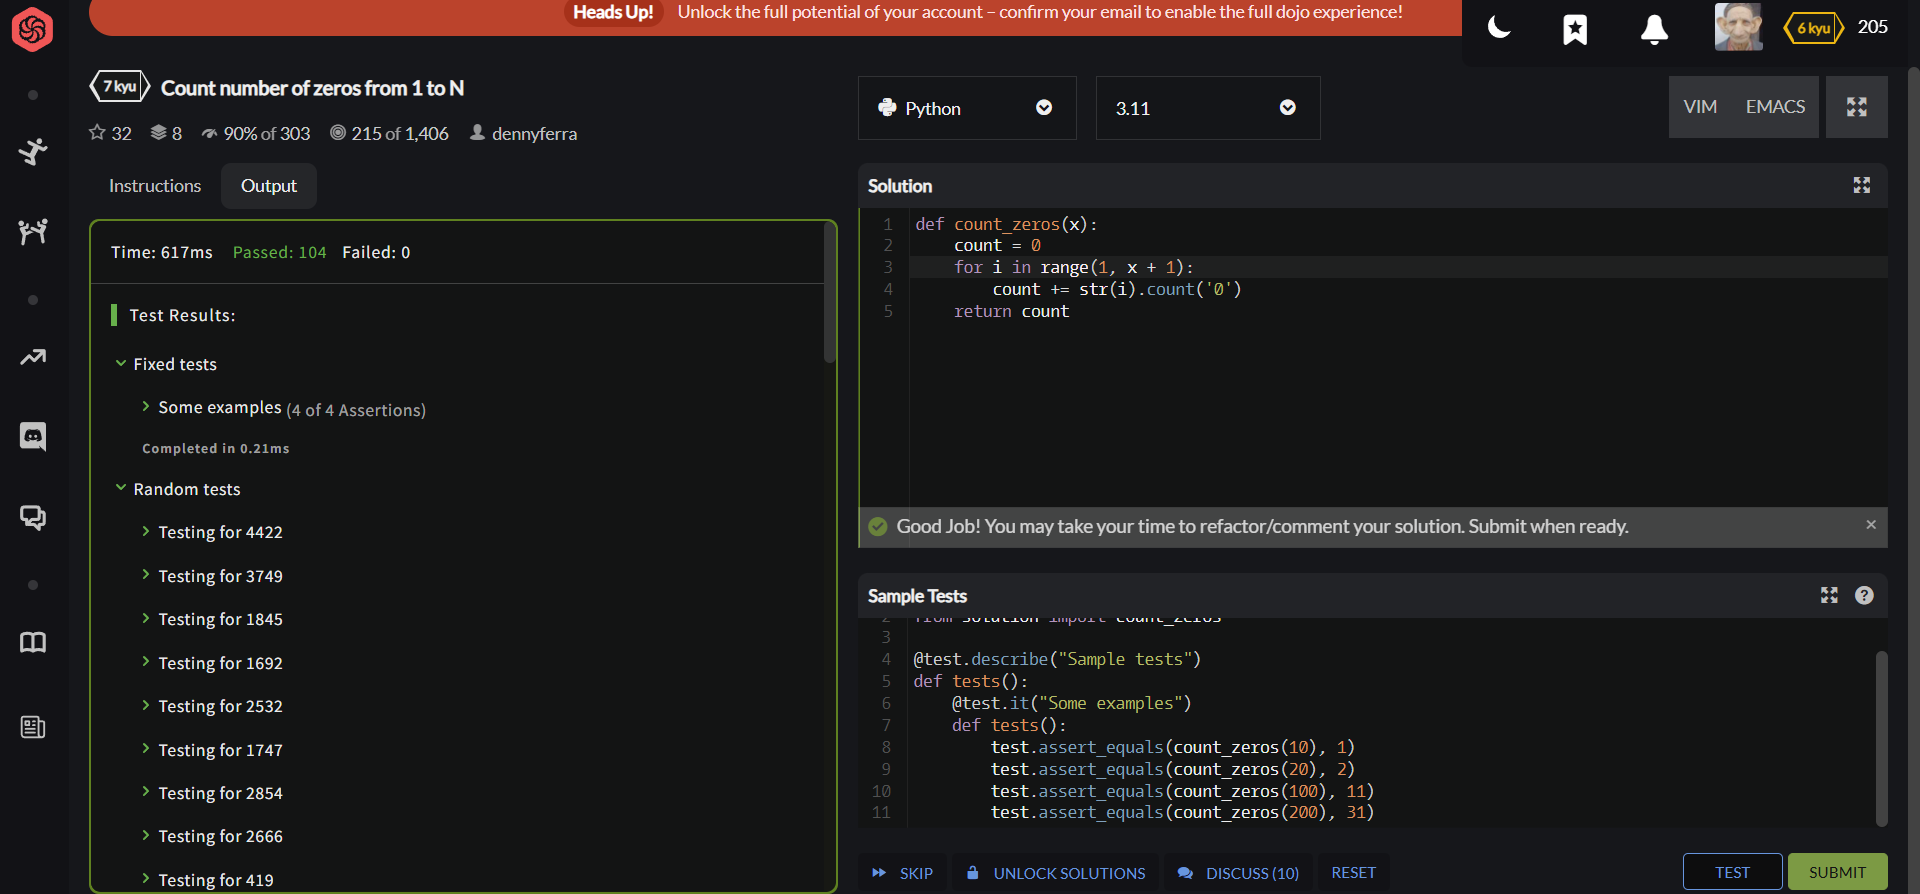 Heads Up! Unlock the full potential of your account – confirm your email to enable the full dojo experience!
6 kyu 205
7 kyu Count number of zeros from 1 to N
32 8 90% of 303 215 of 1,406 dennyferra
Python
3.11
VIM EMACS
Instructions Output
Time: 617ms Passed: 104 Failed: 0
Test Results:
Fixed tests
Some examples (4 of 4 Assertions)
Completed in 0.21ms
Random tests
Testing for 4422
Testing for 3749
Testing for 1845
Testing for 1692
Testing for 2532
Testing for 1747
Testing for 2854
Testing for 2666
Testing for 419
Solution
1 def count_zeros(x):
2     count = 0
3     for i in range(1, x + 1):
4         count += str(i).count('0')
5     return count
Good Job! You may take your time to refactor/comment your solution. Submit when ready.
Sample Tests
2 from solution import count_zeros
3
4 @test.describe("Sample tests")
5 def tests():
6     @test.it("Some examples")
7     def tests():
8         test.assert_equals(count_zeros(10), 1)
9         test.assert_equals(count_zeros(20), 2)
10         test.assert_equals(count_zeros(100), 11)
11         test.assert_equals(count_zeros(200), 31)
SKIP UNLOCK SOLUTIONS DISCUSS (10) RESET TEST SUBMIT